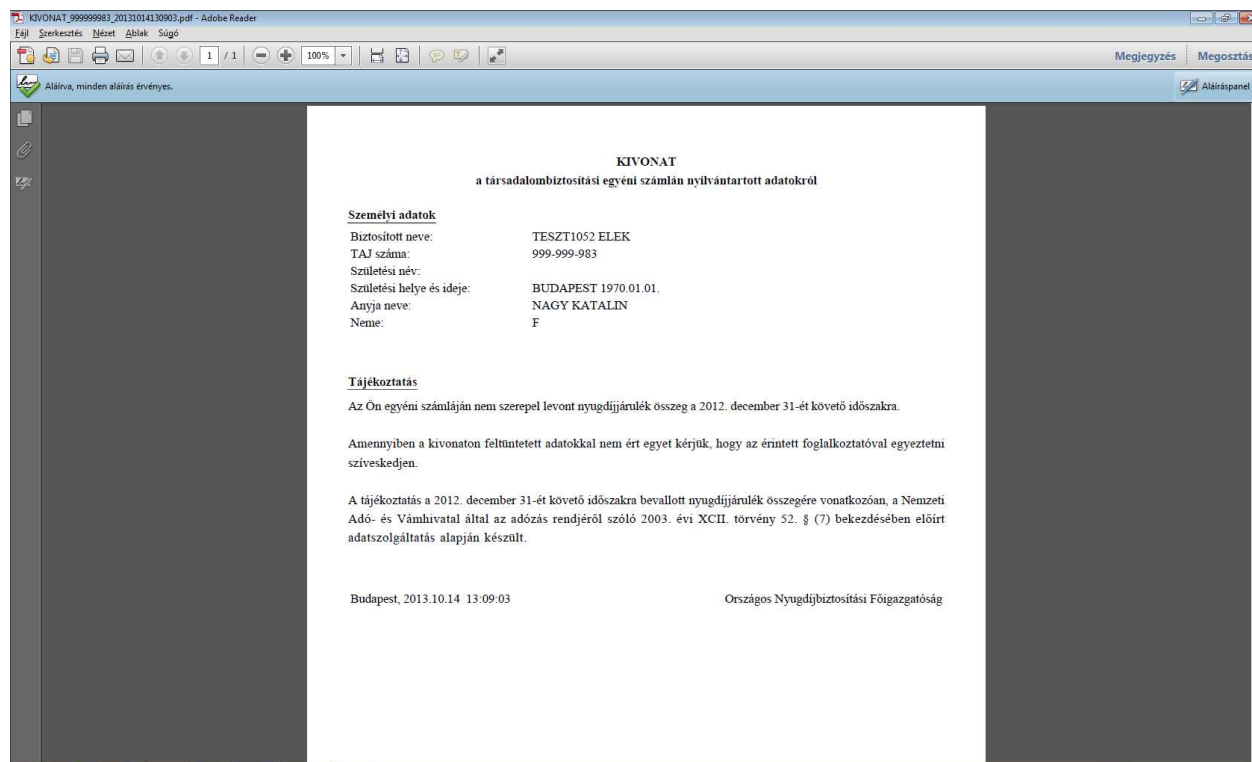 KIVONAT_999999983_20131014130903.pdf - Adobe Reader
Fájl Szerkesztés Nézet Ablak Súgó
1 / 1 100% Megjegyzés Megosztás
Aláírva, minden aláírás érvényes. Aláíráspanel
KIVONAT
a társadalombiztosítási egyéni számlán nyilvántartott adatokról
Személyi adatok
Biztosított neve: TESZT1052 ELEK
TAJ száma: 999-999-983
Születési név:
Születési helye és ideje: BUDAPEST 1970.01.01.
Anyja neve: NAGY KATALIN
Neme: F
Tájékoztatás
Az Ön egyéni számláján nem szerepel levont nyugdíjjárulék összeg a 2012. december 31-ét követő időszakra.
Amennyiben a kivonaton feltüntetett adatokkal nem ért egyet kérjük, hogy az érintett foglalkoztatóval egyeztetni
szíveskedjen.
A tájékoztatás a 2012. december 31-ét követő időszakra bevallott nyugdíjjárulék összegére vonatkozóan, a Nemzeti
Adó- és Vámhivatal által az adózás rendjéről szóló 2003. évi XCII. törvény 52. § (7) bekezdésében előírt
adatszolgáltatás alapján készült.
Budapest, 2013.10.14 13:09:03 Országos Nyugdíjbiztosítási Főigazgatóság